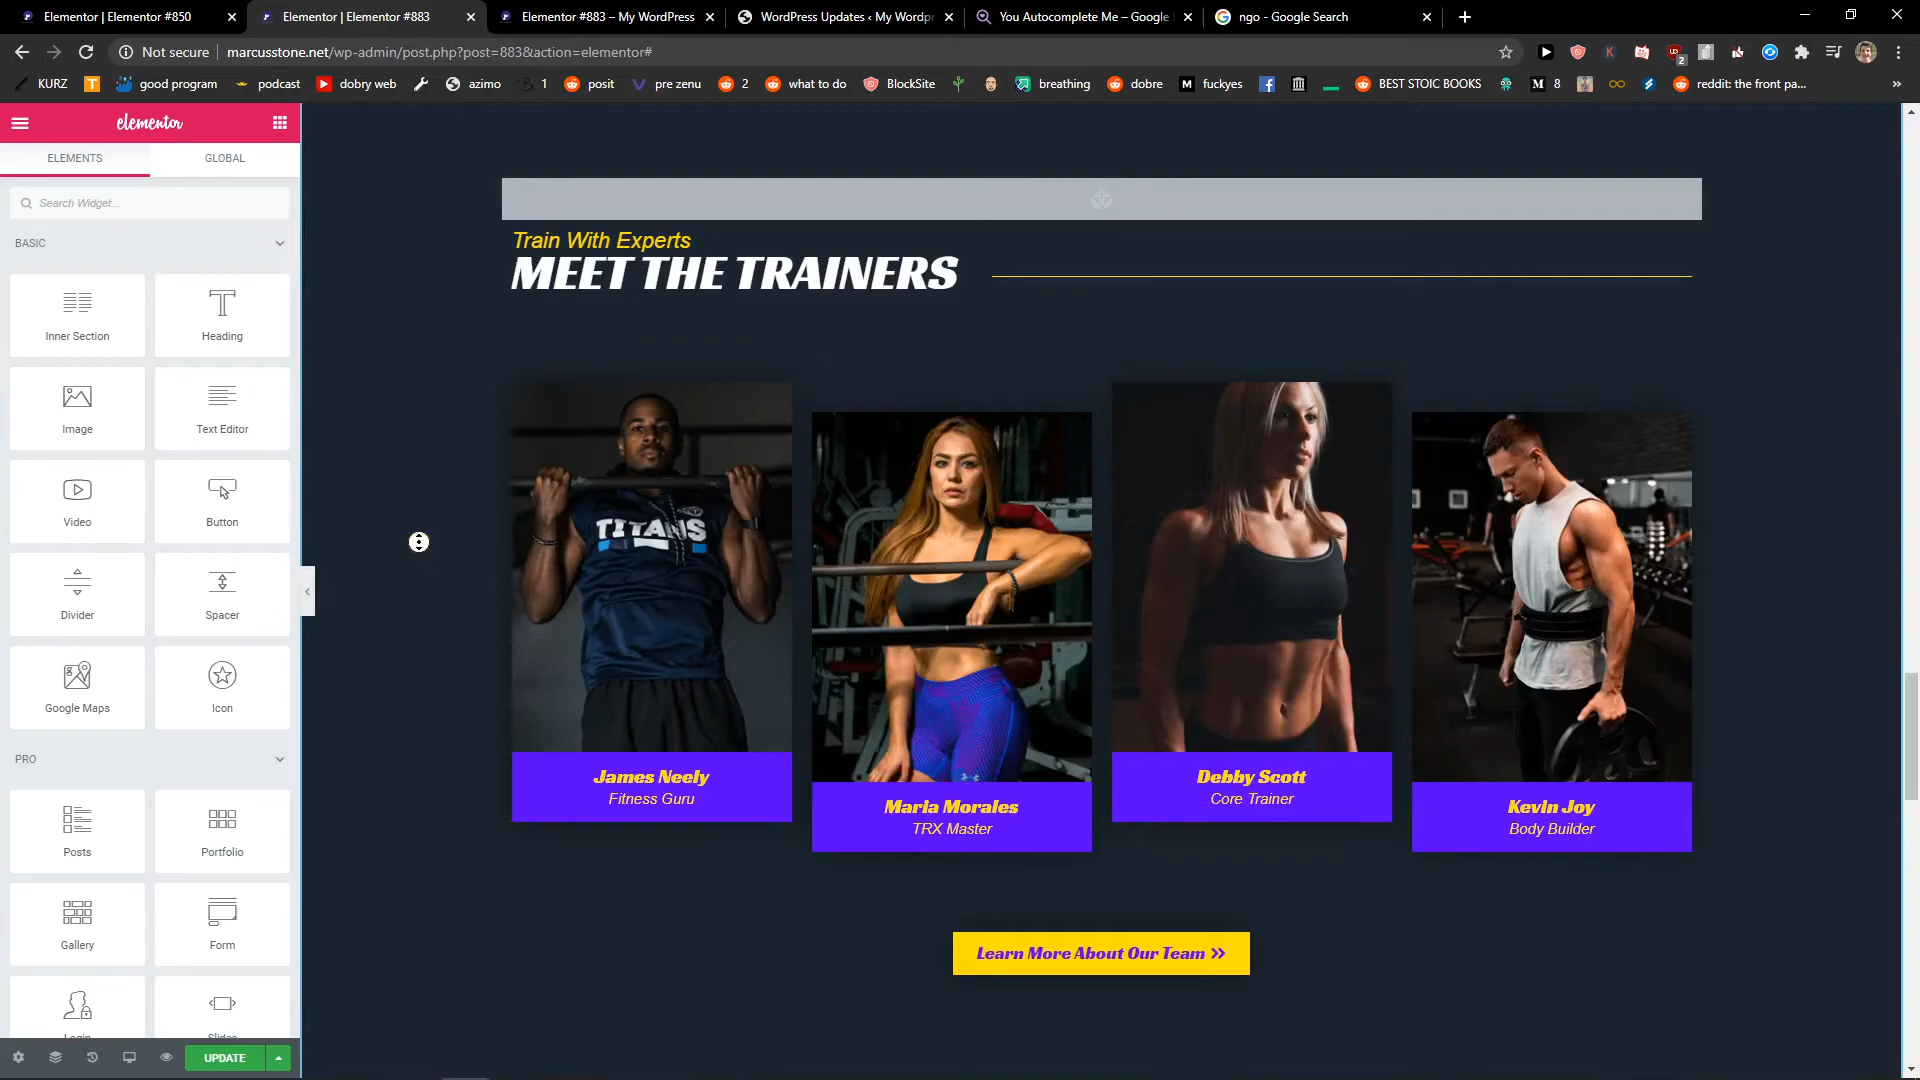 Elementor | Elementor #850
Elementor | Elementor #883
Elementor #883 – My WordPress
WordPress Updates ‹ My Wordpr
You Autocomplete Me – Google
ngo - Google Search
Not secure
marcusstone.net/wp-admin/post.php?post=883&action=elementor#
2
KURZ
good program
podcast
dobry web
azimo
1
posit
pre zenu
2
what to do
BlockSite
breathing
dobre
fuckyes
BEST STOIC BOOKS
8
reddit: the front pa...
elementor
ELEMENTS
GLOBAL
Search Widget...
BASIC
Inner Section
Heading
Image
Text Editor
Video
Button
Divider
Spacer
Google Maps
Icon
PRO
Posts
Portfolio
Gallery
Form
Login
Slides
UPDATE
Train With Experts
MEET THE TRAINERS
TITANS
James Neely
Fitness Guru
Maria Morales
TRX Master
Debby Scott
Core Trainer
Kevin Joy
Body Builder
Learn More About Our Team »